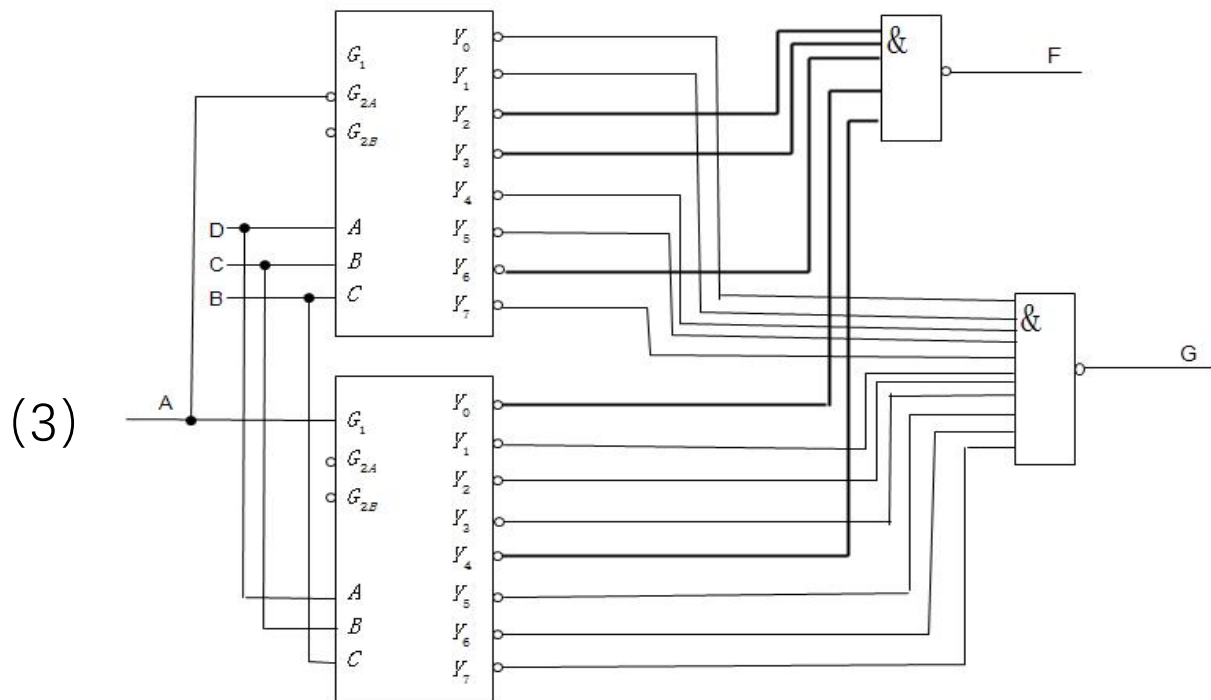 (3)
A
D
C
B
G₁
G₂A
G₂B
A
B
C
Y₀
Y₁
Y₂
Y₃
Y₄
Y₅
Y₆
Y₇
&
F
G₁
G₂A
G₂B
A
B
C
Y₀
Y₁
Y₂
Y₃
Y₄
Y₅
Y₆
Y₇
&
G